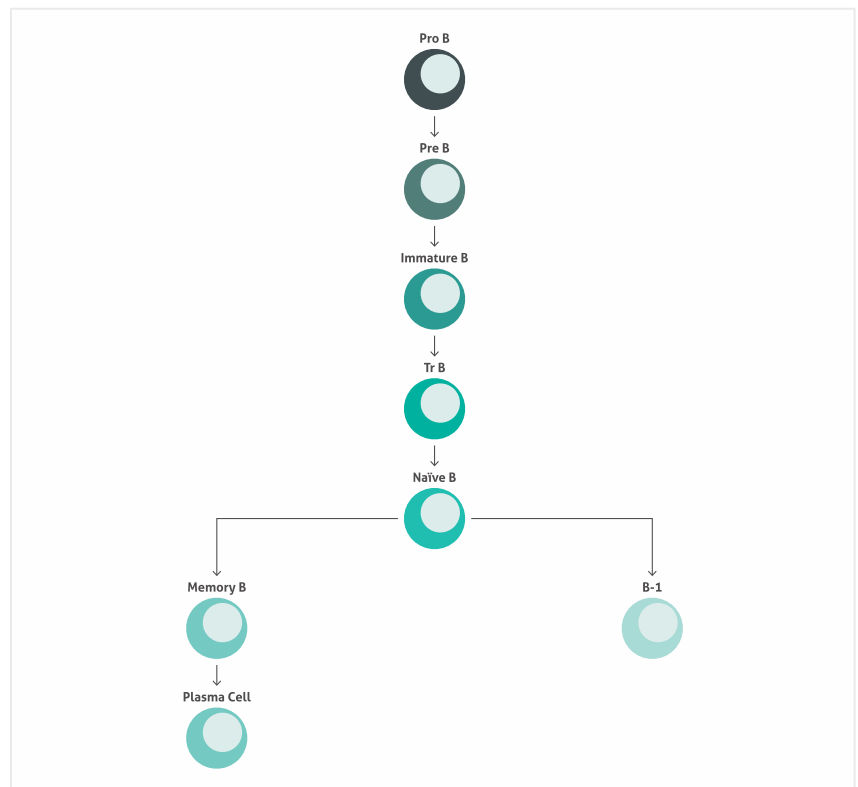 Pro B
Pre B
Immature B
Tr B
Naïve B
Memory B
B-1
Plasma Cell